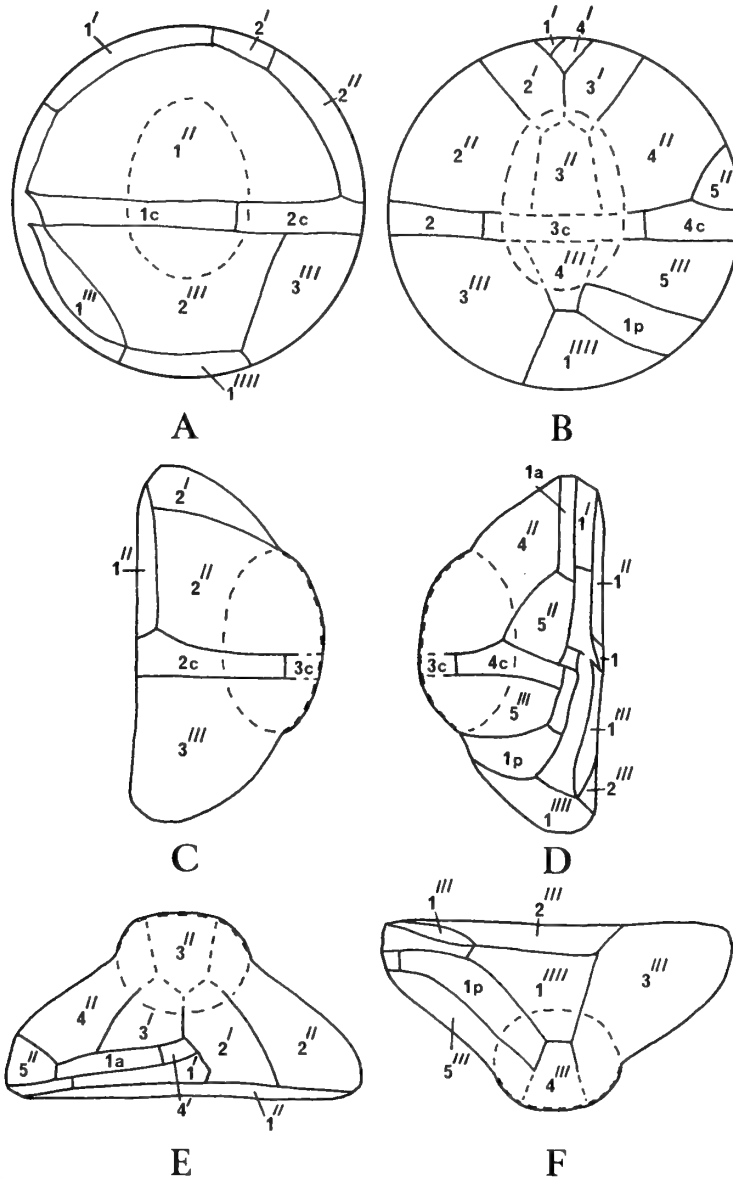 1′ 2′ 2″
1″
1c 2c
1‴ 2‴ 3‴
1⁗
A
1′ 4′
2′ 3′
2″ 3″ 4″ 5″
2 3c 4c
3‴ 4‴ 5‴
1p
1⁗
B
2′
1″ 2″
2c 3c
3‴
C
1a 1′
4″ 1″
5″
3c 4c 1
5‴ 1‴
1p 2‴
1⁗
D
3″
4″ 3′ 2′ 2″
5″ 1a 1′
4′ 1″
E
1‴ 2‴
1p 1⁗ 3‴
5‴ 4‴
F